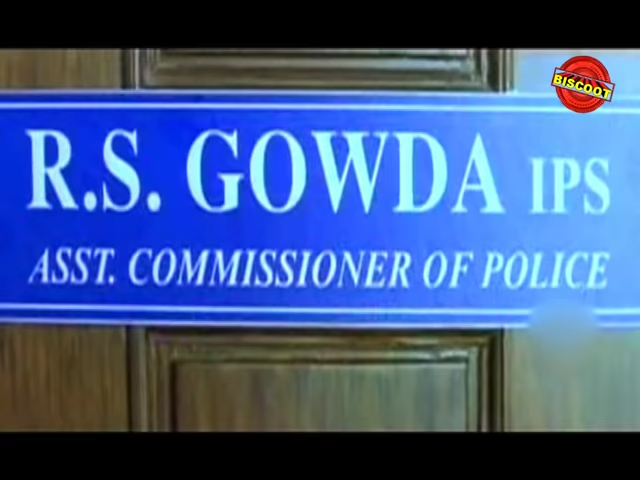 BISCOOT
R.S. GOWDA IPS
ASST. COMMISSIONER OF POLICE